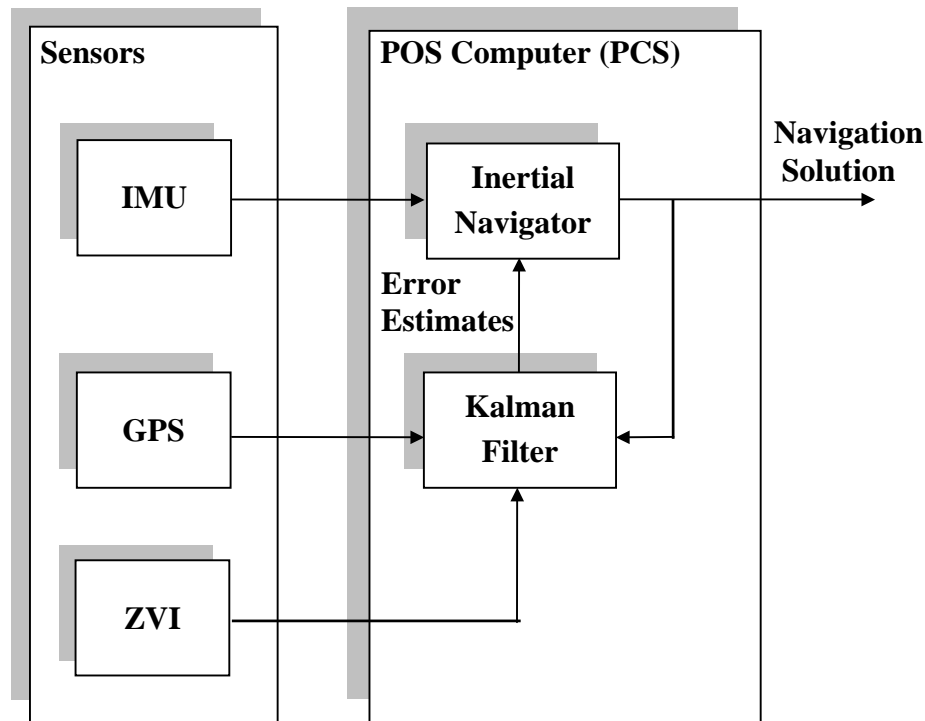 Sensors
POS Computer (PCS)
Navigation
Solution
IMU
Inertial
Navigator
Error
Estimates
GPS
Kalman
Filter
ZVI